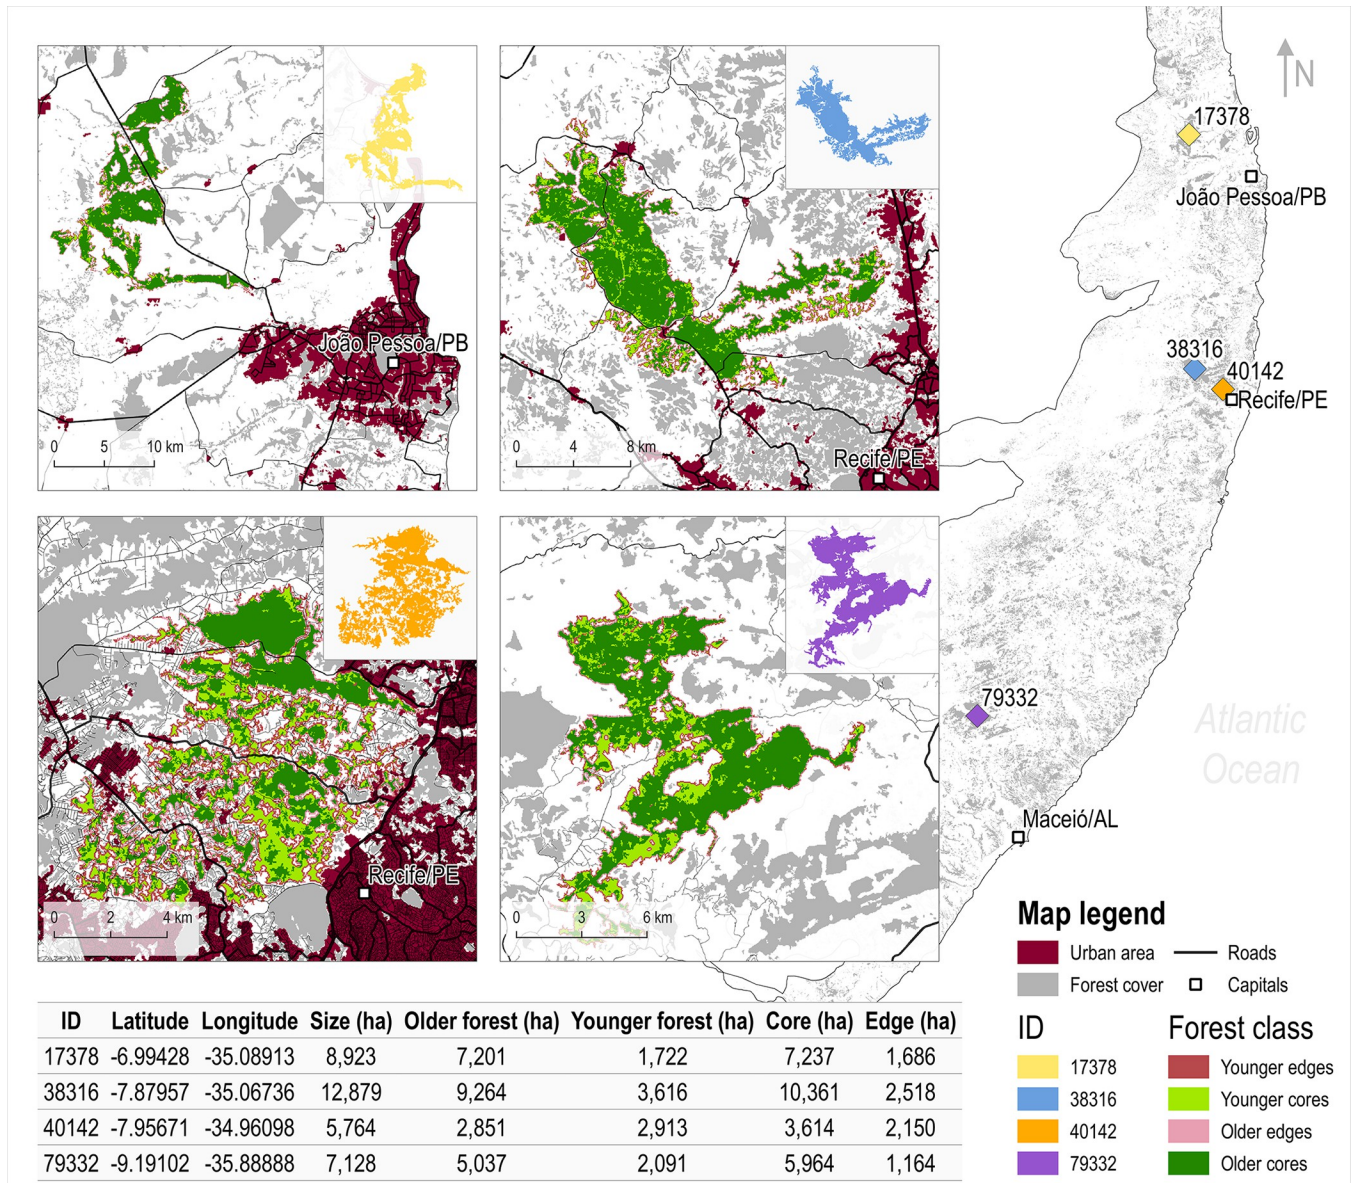 N
17378
João Pessoa/PB
38316
40142
Recife/PE
79332
Maceió/AL
Atlantic
Ocean
João Pessoa/PB
0 5 10 km
Recife/PE
0 4 8 km
Recife/PE
0 2 4 km
0 3 6 km
Map legend
Urban area
Roads
Forest cover
Capitals
ID
Forest class
17378
Younger edges
38316
Younger cores
40142
Older edges
79332
Older cores
ID Latitude Longitude Size (ha) Older forest (ha) Younger forest (ha) Core (ha) Edge (ha)
17378 -6.99428 -35.08913 8,923 7,201 1,722 7,237 1,686
38316 -7.87957 -35.06736 12,879 9,264 3,616 10,361 2,518
40142 -7.95671 -34.96098 5,764 2,851 2,913 3,614 2,150
79332 -9.19102 -35.88888 7,128 5,037 2,091 5,964 1,164